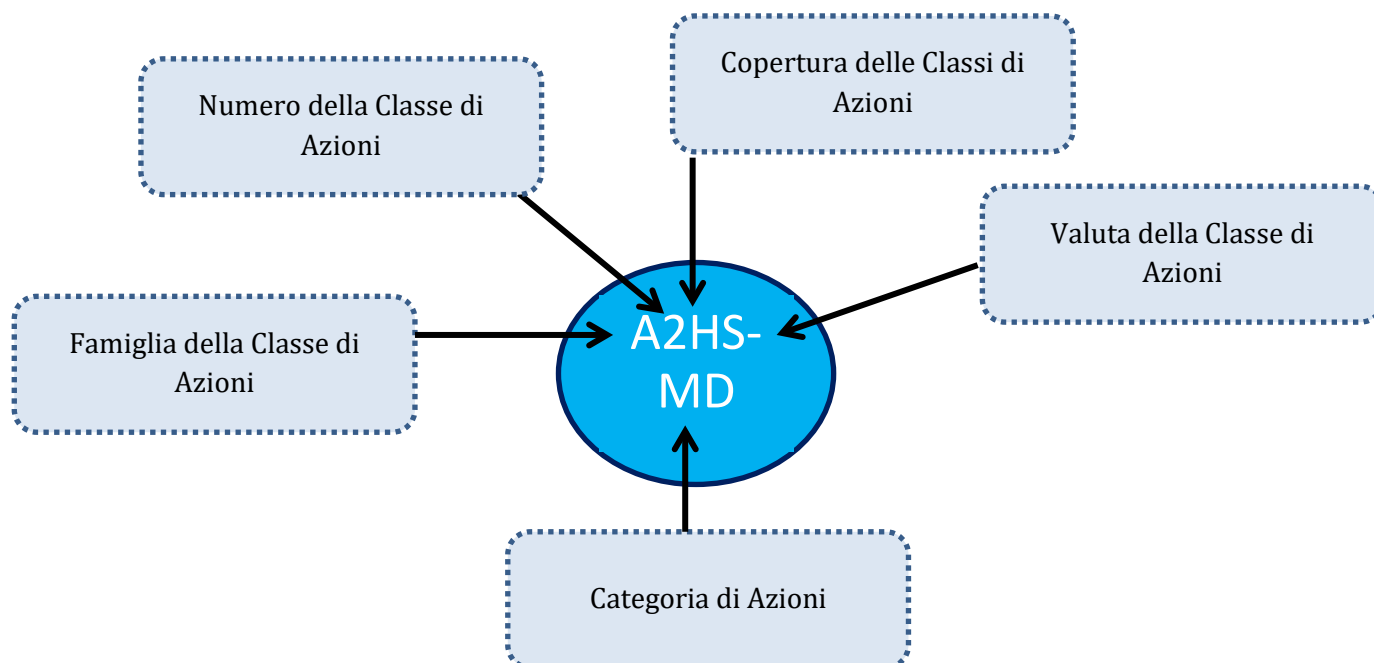 Copertura delle Classi di
Azioni
Numero della Classe di
Azioni
Valuta della Classe di
Azioni
Famiglia della Classe di
Azioni
A2HS-
MD
Categoria di Azioni